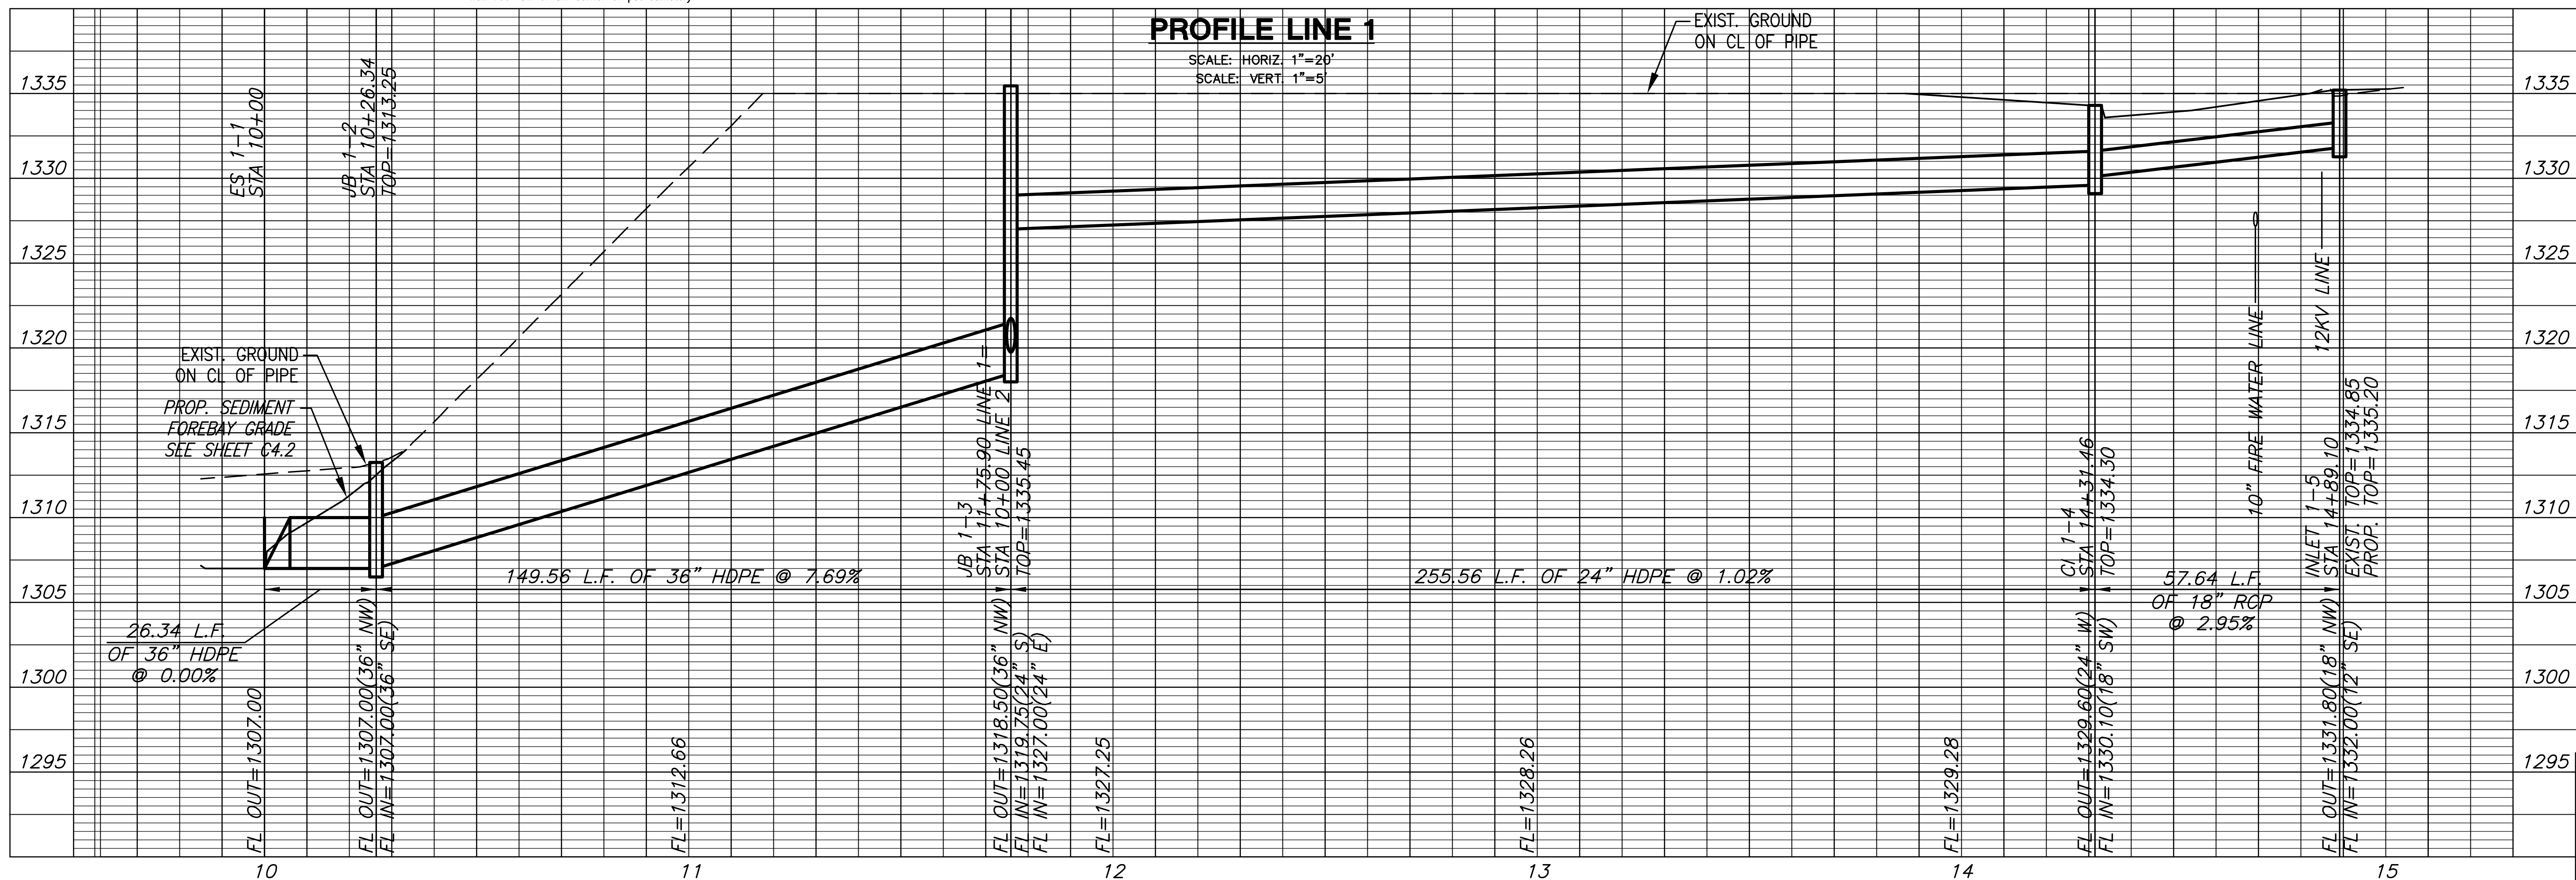 PROFILE LINE 1
SCALE: HORIZ. 1"=20'
SCALE: VERT. 1"=5'
EXIST. GROUND
ON CL OF PIPE
1335
1330
1325
1320
1315
1310
1305
1300
1295
1335
1330
1325
1320
1315
1310
1305
1300
1295
ES 1-1
STA 10+00
JB 1-2
STA 10+26.34
TOP=1313.25
EXIST. GROUND
ON CL OF PIPE
PROP. SEDIMENT
FOREBAY GRADE
SEE SHEET C4.2
JB 1-3
STA 11+75.90 LINE 1=
STA 10+00 LINE 2
TOP=1335.45
CI 1-4
STA 14+31.46
TOP=1334.30
10" FIRE WATER LINE
12KV LINE
INLET 1-5
STA 14+89.10
EXIST. TOP=1334.85
PROP. TOP=1335.20
26.34 L.F.
OF 36" HDPE
@ 0.00%
149.56 L.F. OF 36" HDPE @ 7.69%
255.56 L.F. OF 24" HDPE @ 1.02%
57.64 L.F.
OF 18" RCP
@ 2.95%
FL OUT=1307.00
FL OUT=1307.00(36" NW)
FL IN=1307.00(36" SE)
FL=1312.66
FL OUT=1318.50(36" NW)
FL IN=1319.75(24" S)
FL IN=1327.00(24" E)
FL=1327.25
FL=1328.26
FL=1329.28
FL OUT=1329.60(24" W)
FL IN=1330.10(18" SW)
FL OUT=1331.80(18" NW)
FL IN=1332.00(12" SE)
10
11
12
13
14
15